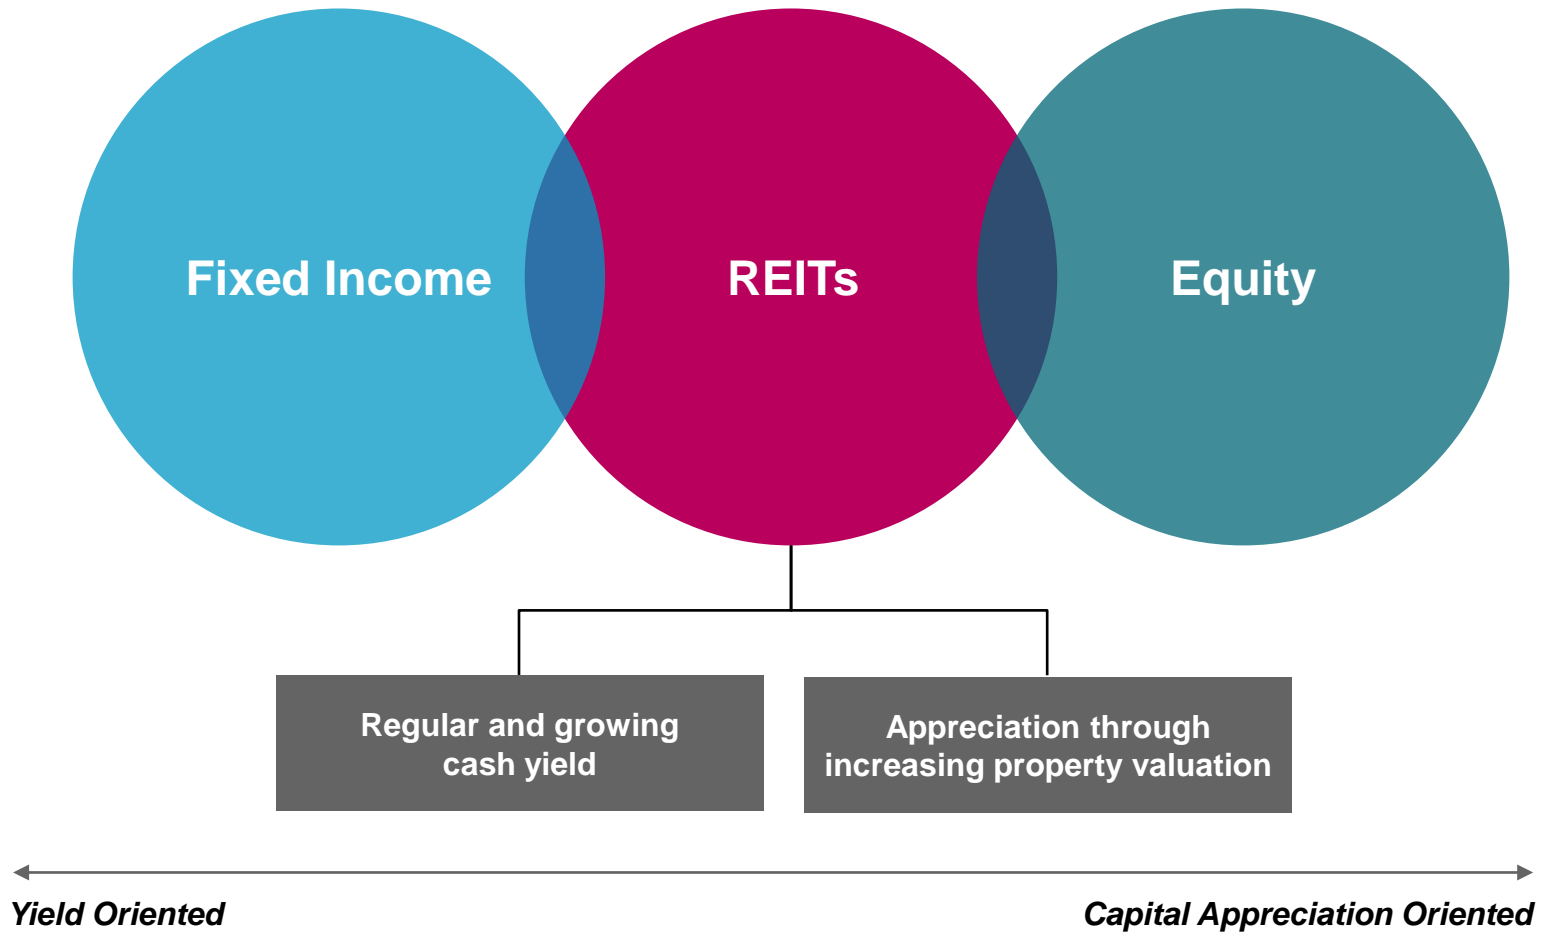 Fixed Income
REITs
Equity
Regular and growing
cash yield
Appreciation through
increasing property valuation
Yield Oriented
Capital Appreciation Oriented